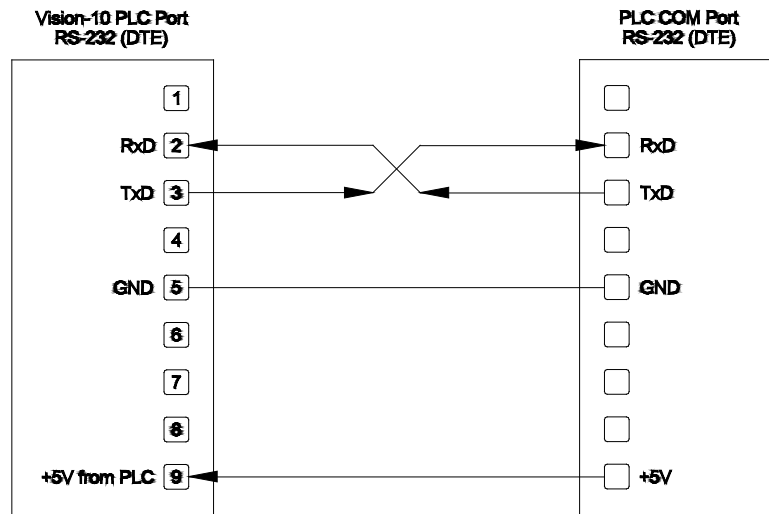 Vision-10 PLC Port
RS-232 (DTE)
PLC COM Port
RS-232 (DTE)
1
RxD 2
RxD
TxD 3
TxD
4
GND 5
GND
6
7
8
+5V from PLC 9
+5V